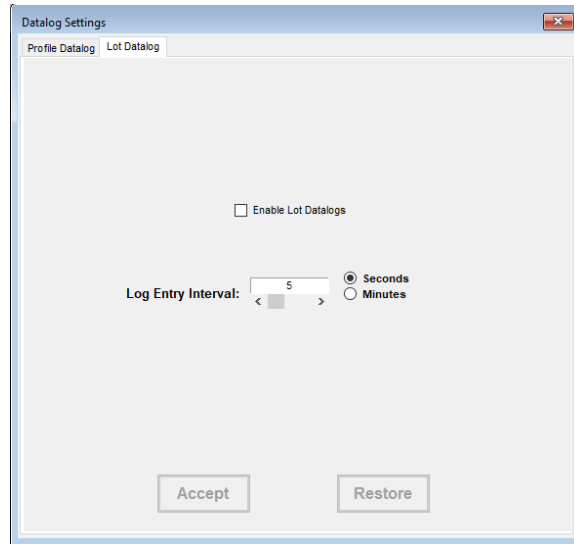 Datalog Settings
Profile Datalog Lot Datalog
Enable Lot Datalogs
Log Entry Interval: 5 Seconds
Minutes
Accept Restore